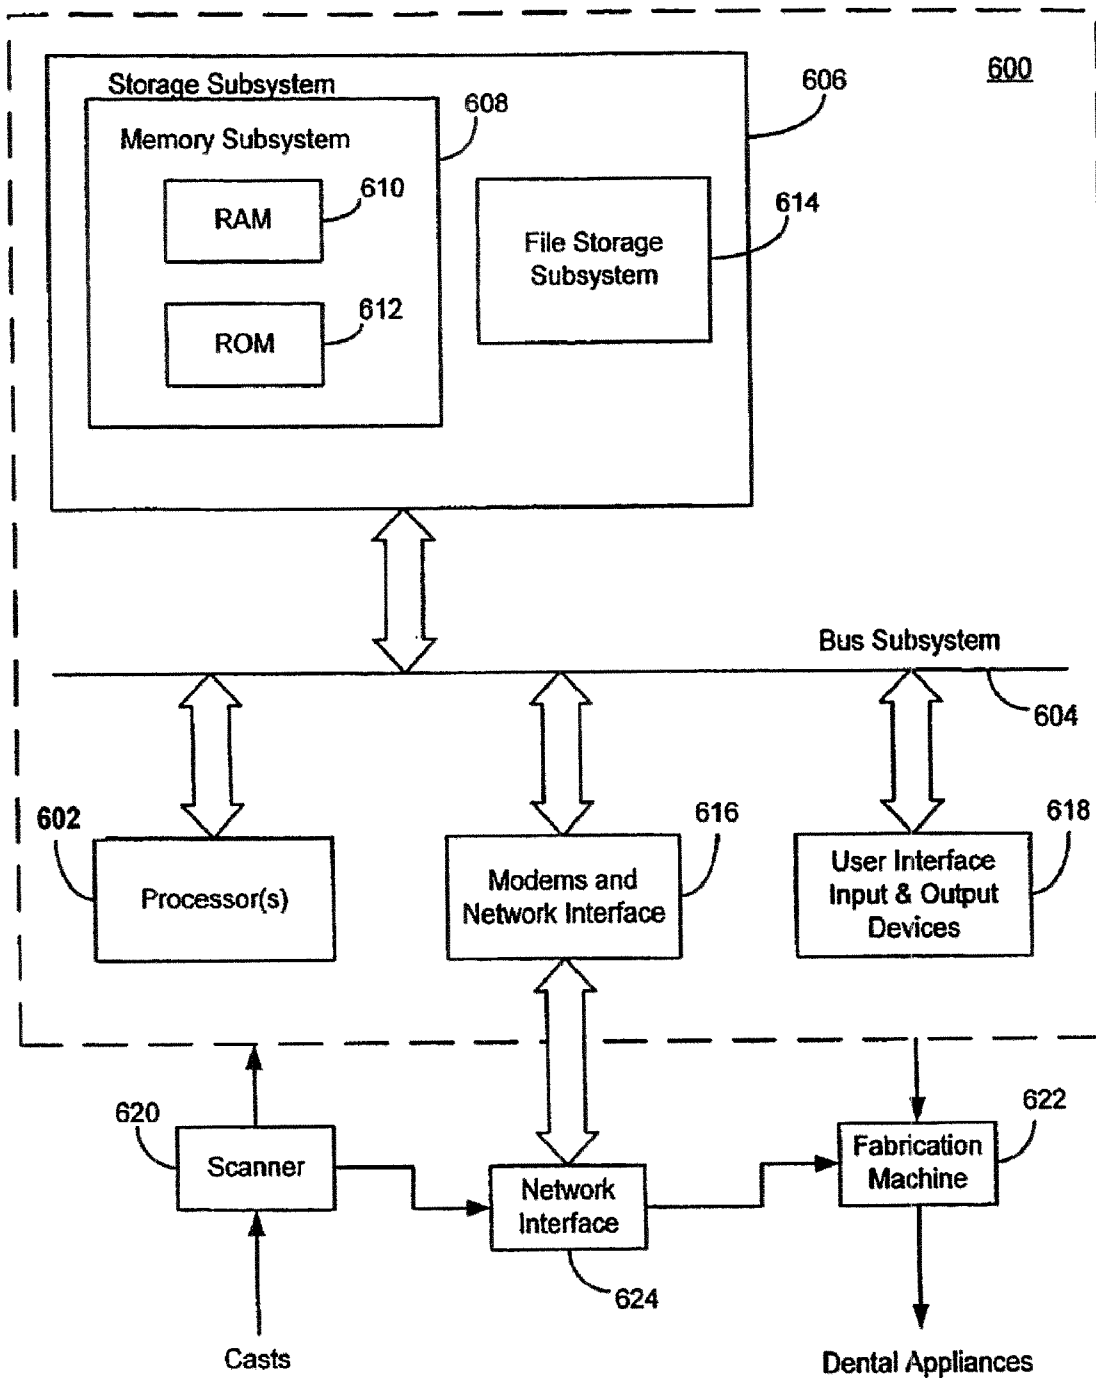 600
Storage Subsystem
606
608
Memory Subsystem
RAM
610
File Storage
Subsystem
614
ROM
612
Bus Subsystem
604
602
Processor(s)
616
Modems and
Network Interface
618
User Interface
Input & Output
Devices
620
Scanner
Network
Interface
624
622
Fabrication
Machine
Casts
Dental Appliances